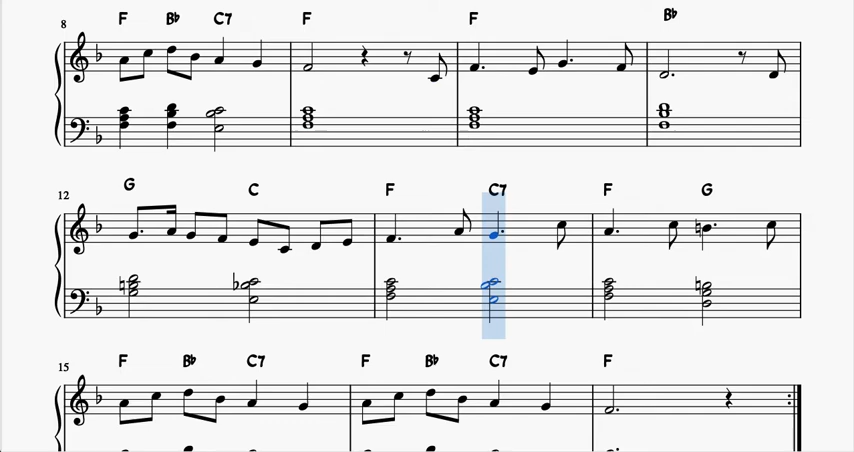 8 F B♭ C7 F F B♭
12 G C F C7 F G
15 F B♭ C7 F B♭ C7 F